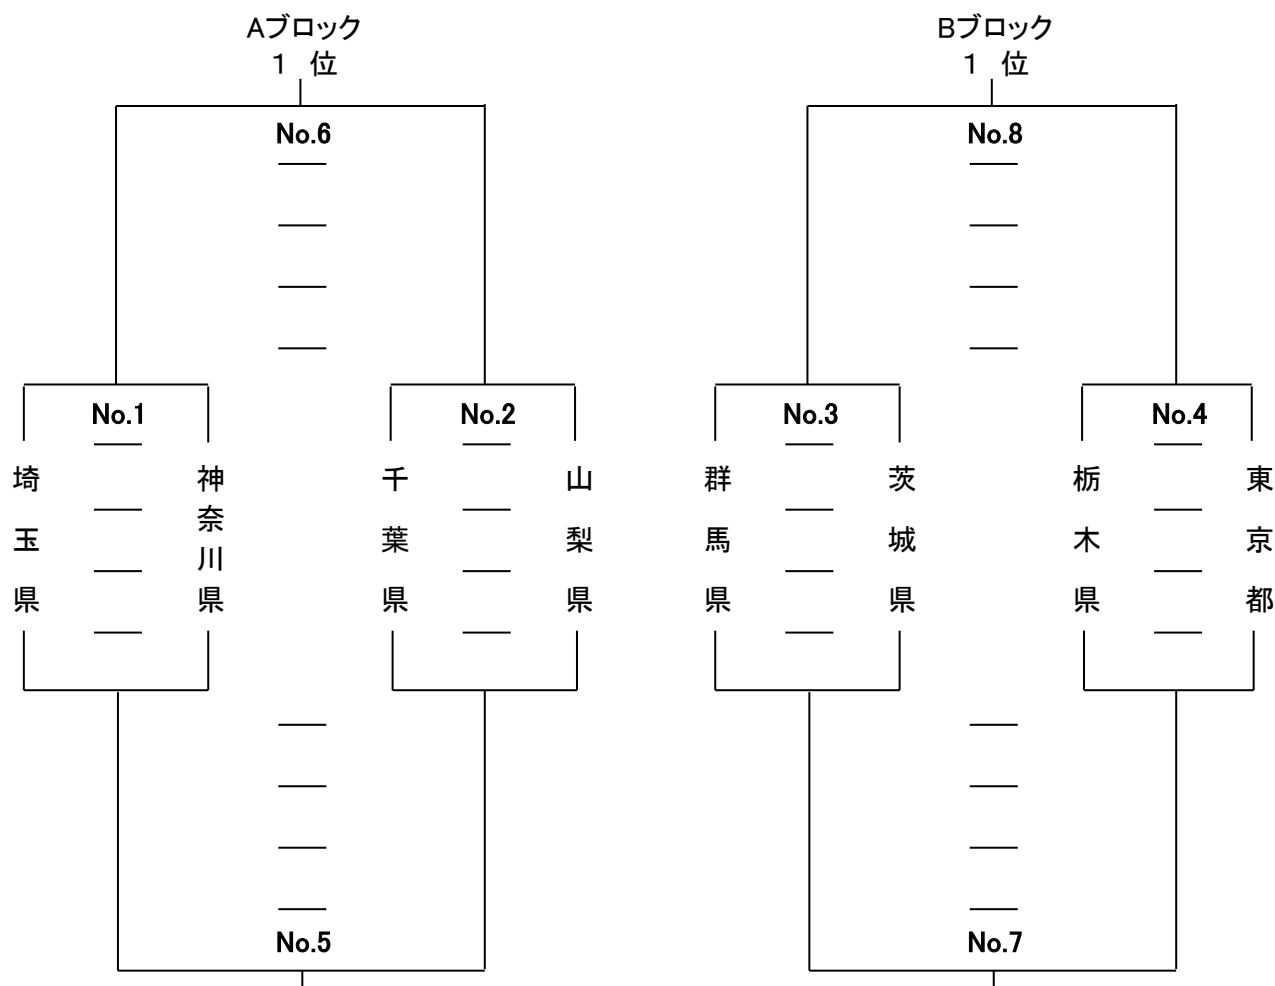 Aブロック
1 位
Bブロック
1 位
No.6
No.8
No.1
No.2
No.3
No.4
埼玉県
神奈川県
千葉県
山梨県
群馬県
茨城県
栃木県
東京都
No.5
No.7